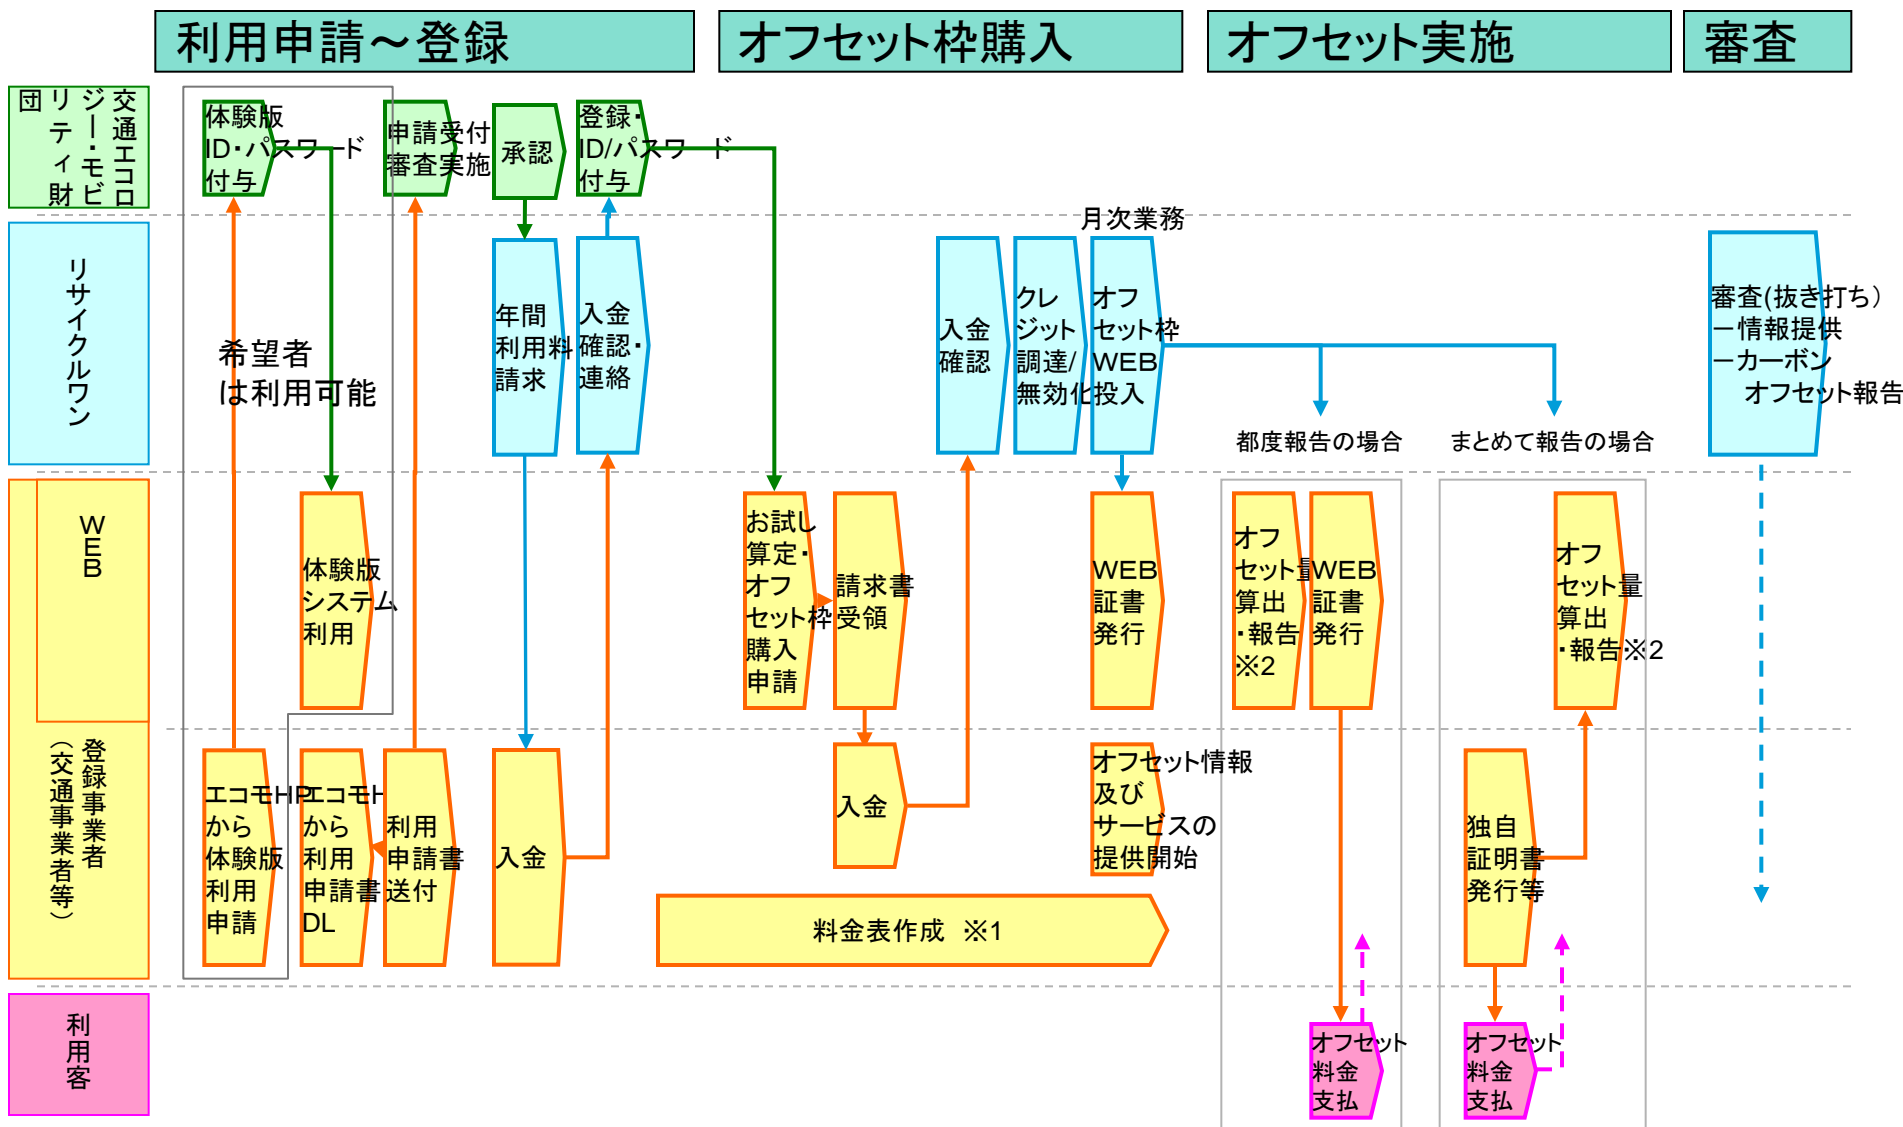 利用申請～登録
オフセット枠購入
オフセット実施
審査
交通エコロ
ジー・モビ
リティ財
団
体験版
ID・パスワード
付与
申請受付
審査実施
承認
登録・
ID/パスワード
付与
リサイクルワン
希望者
は利用可能
年間
利用料
請求
入金
確認・
連絡
入金
確認
クレ
ジット
調達/
無効化
月次業務
オフ
セット枠
WEB
投入
都度報告の場合
まとめて報告の場合
審査(抜き打ち)
－情報提供
－カーボン
オフセット報告
WEB
体験版
システム
利用
お試し
算定・
オフ
セット枠
購入
申請
請求書
受領
WEB
証書
発行
オフ
セット量
算出
・報告
※2
WEB
証書
発行
オフ
セット量
算出
・報告※2
登録事業者
（交通事業者等）
エコモHP
から
体験版
利用
申請
エコモH
から
利用
申請書
DL
利用
申請書
送付
入金
入金
オフセット情報
及び
サービスの
提供開始
独自
証明書
発行等
料金表作成　※1
利用客
オフセット
料金
支払
オフセット
料金
支払